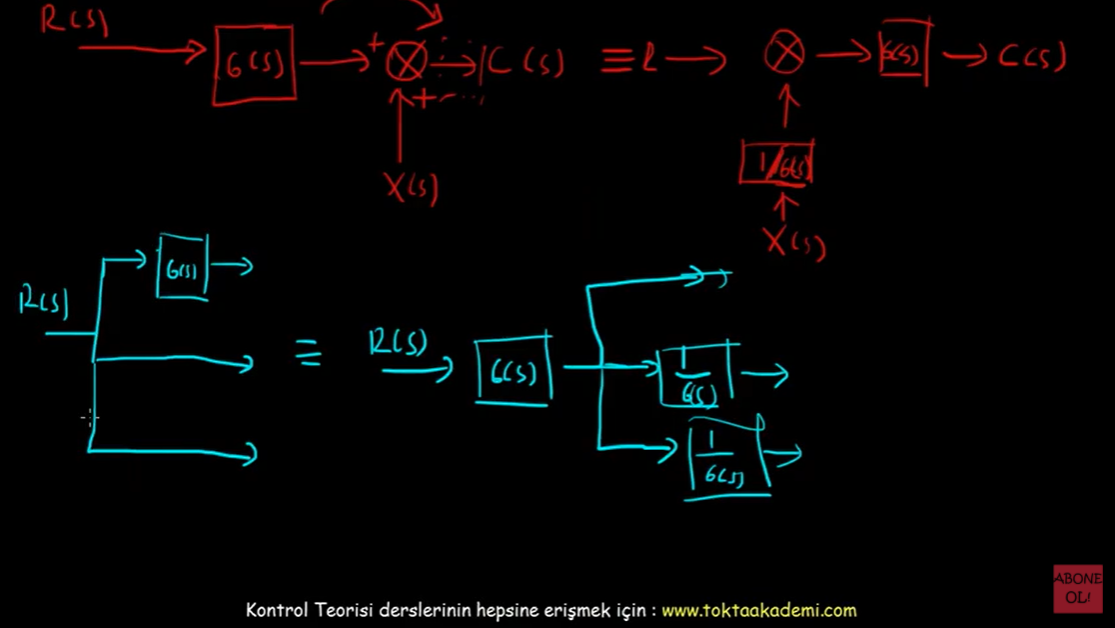 R(s)
G(s) + C(s) ≡ R G(s) C(s)
+
1/G(s)
X(s)
X(s)
G(s)
R(s)
≡ R(s) G(s) 1/G(s)
1/G(s)
ABONE
OL!
Kontrol Teorisi derslerinin hepsine erişmek için : www.toktaakademi.com